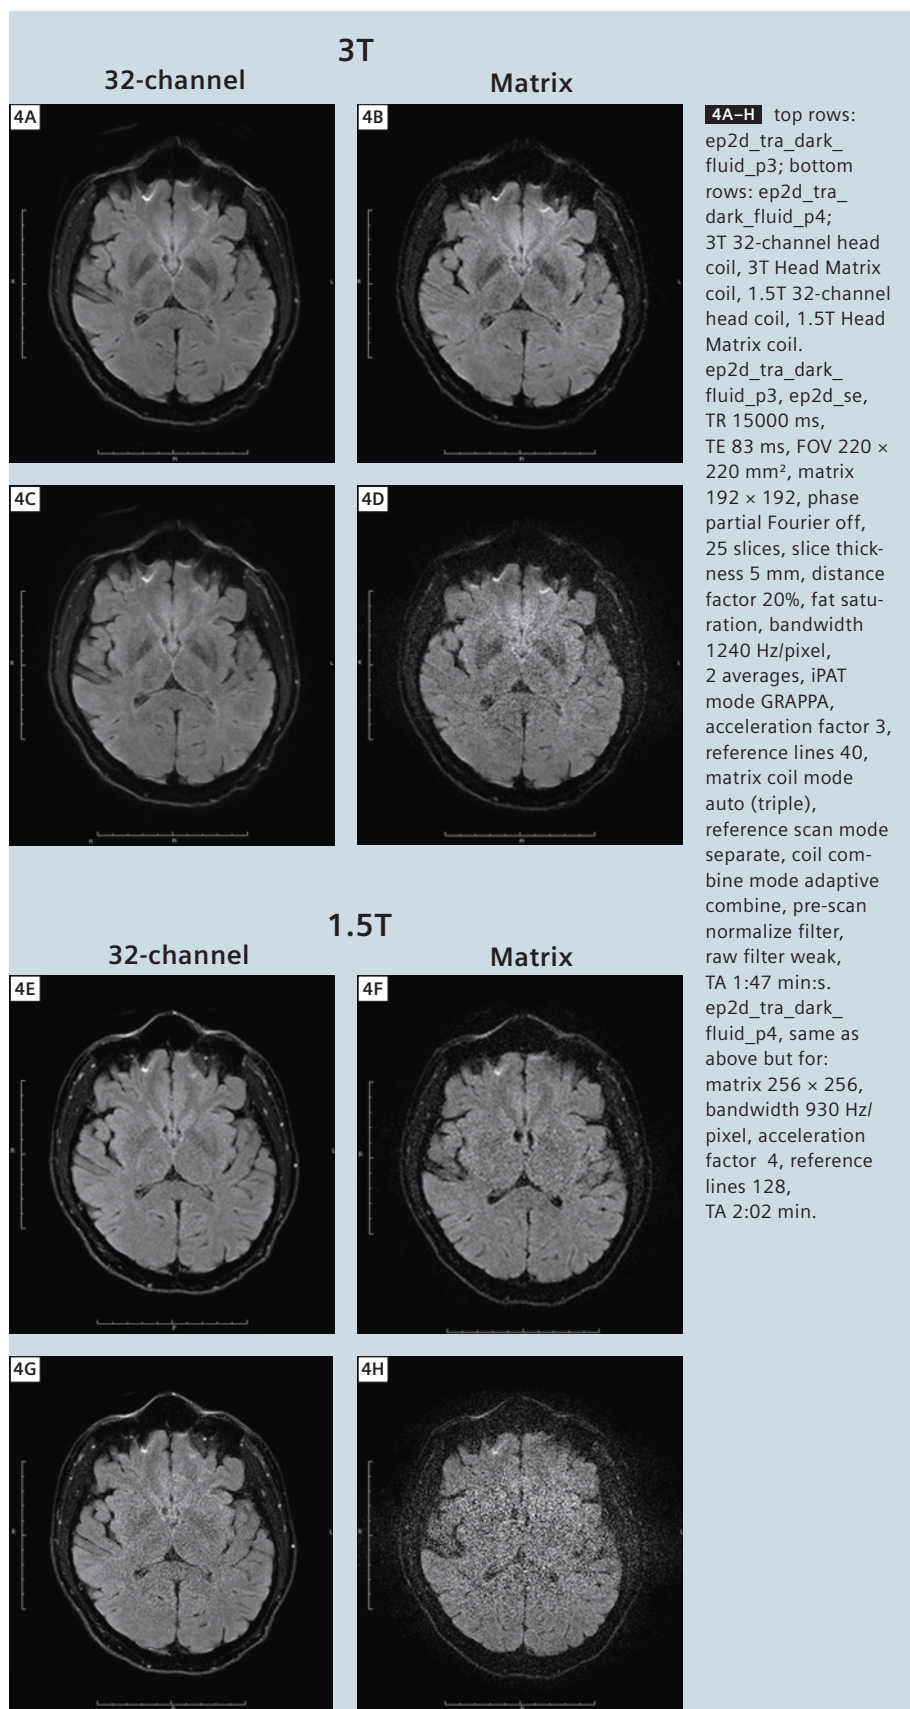 3T
32-channel
Matrix
4A
4B
4C
4D
4A–H top rows:
ep2d_tra_dark_
fluid_p3; bottom
rows: ep2d_tra_
dark_fluid_p4;
3T 32-channel head
coil, 3T Head Matrix
coil, 1.5T 32-channel
head coil, 1.5T Head
Matrix coil.
ep2d_tra_dark_
fluid_p3, ep2d_se,
TR 15000 ms,
TE 83 ms, FOV 220 ×
220 mm², matrix
192 × 192, phase
partial Fourier off,
25 slices, slice thick-
ness 5 mm, distance
factor 20%, fat satu-
ration, bandwidth
1240 Hz/pixel,
2 averages, iPAT
mode GRAPPA,
acceleration factor 3,
reference lines 40,
matrix coil mode
auto (triple),
reference scan mode
separate, coil com-
bine mode adaptive
combine, pre-scan
normalize filter,
raw filter weak,
TA 1:47 min:s.
ep2d_tra_dark_
fluid_p4, same as
above but for:
matrix 256 × 256,
bandwidth 930 Hz/
pixel, acceleration
factor 4, reference
lines 128,
TA 2:02 min.
1.5T
32-channel
Matrix
4E
4F
4G
4H